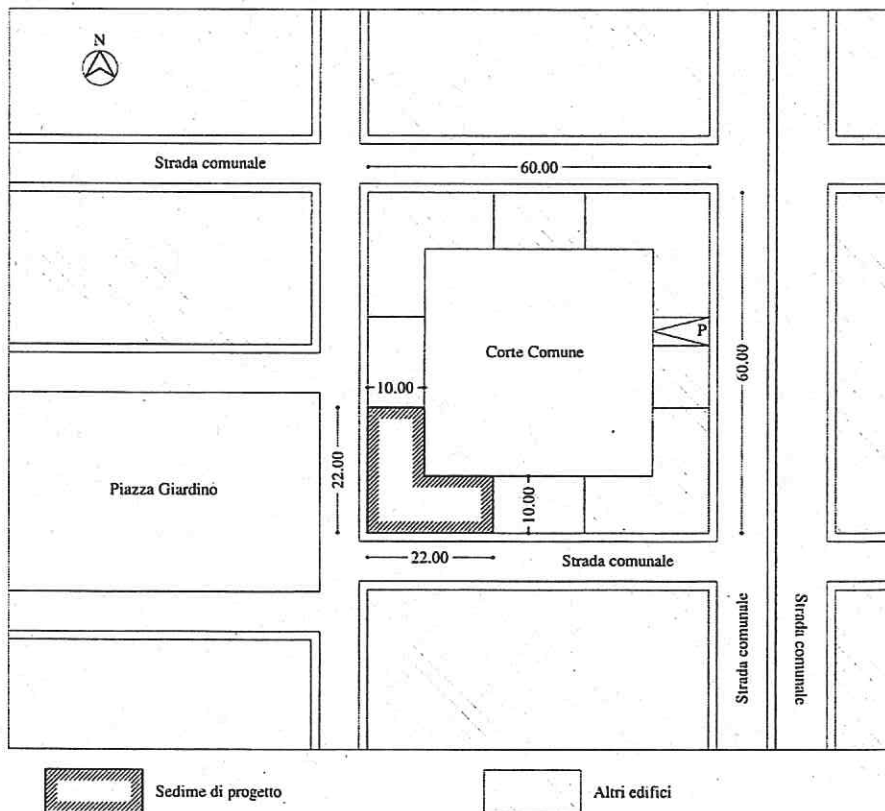 N
Strada comunale
60.00
P
Corte Comune
60.00
10.00
22.00
Piazza Giardino
10.00
22.00
Strada comunale
Strada comunale
Strada comunale
Sedime di progetto
Altri edifici